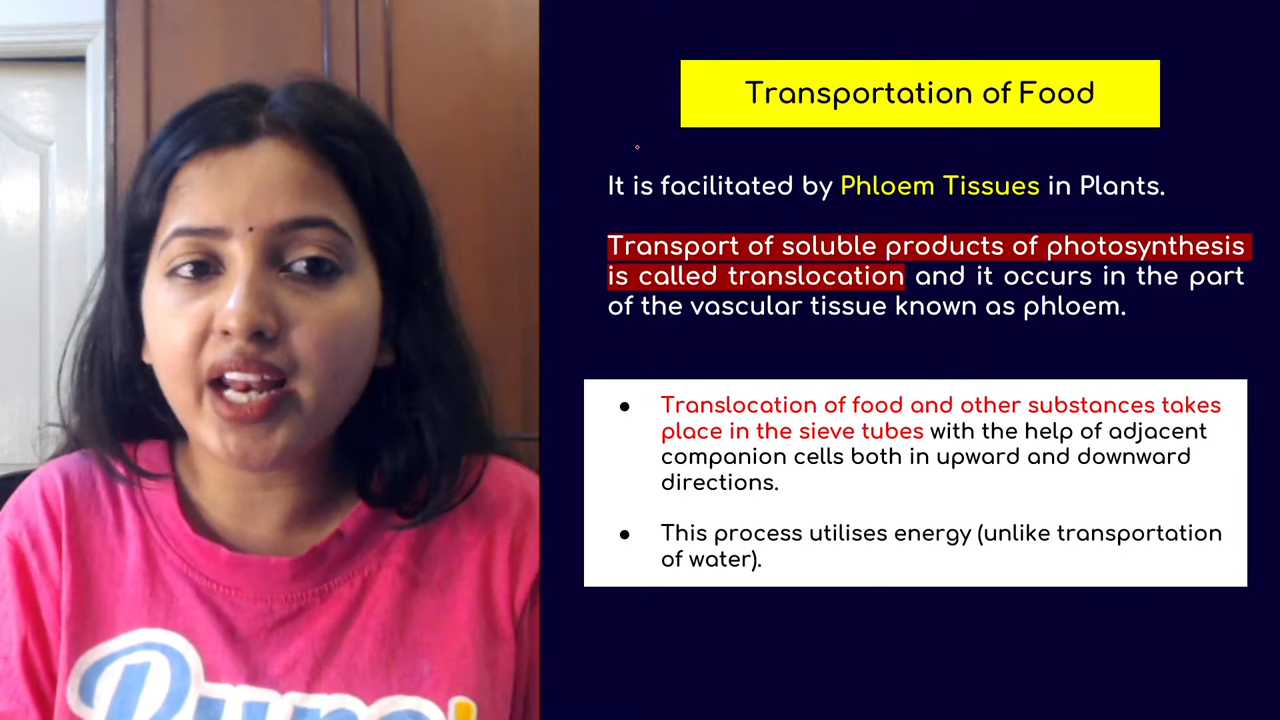 Transportation of Food
It is facilitated by Phloem Tissues in Plants.
Transport of soluble products of photosynthesis
is called translocation and it occurs in the part
of the vascular tissue known as phloem.
● Translocation of food and other substances takes
place in the sieve tubes with the help of adjacent
companion cells both in upward and downward
directions.
● This process utilises energy (unlike transportation
of water).